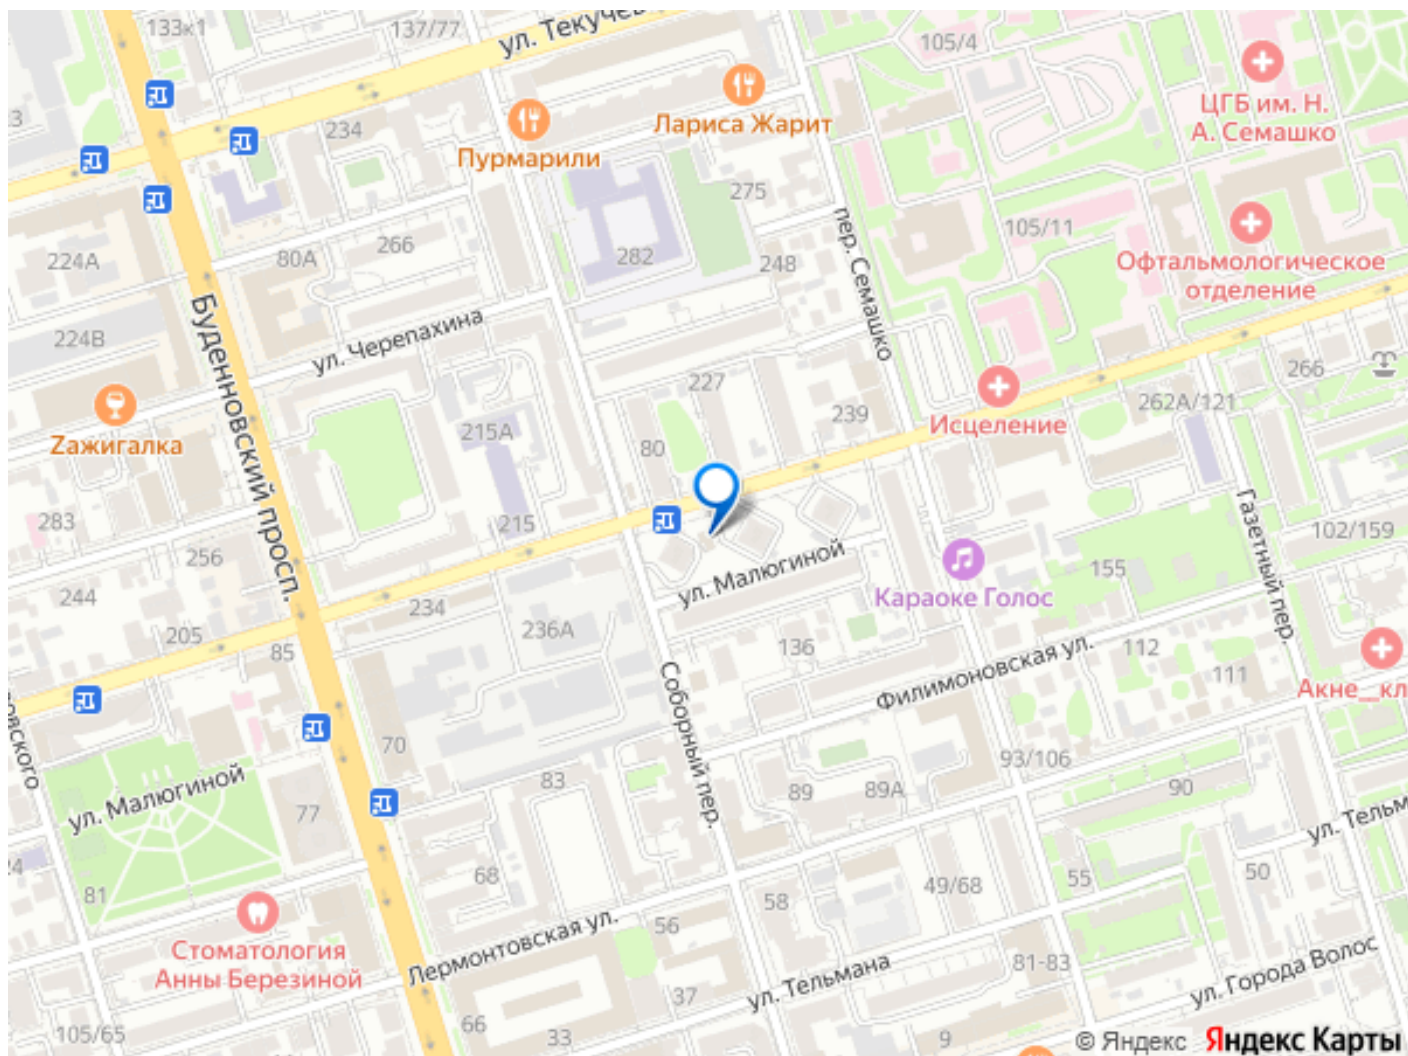 133к1
137/77
ул. Текучев
105/4
ЦГБ им. Н.
А. Семашко
3
234
Лариса Жарит
Пурмарили
275
пер. Семашко
105/11
224А
80А
266
282
248
Офтальмологическое
отделение
Буденновский просп.
224В
ул. Черепахина
227
266
Zажигалка
215А
80
239
Исцеление
262А/121
283
256
215
Газетный пер.
102/159
244
234
236А
ул. Малюгиной
Караоке Голос
155
205
85
136
Филимоновская ул.
112
111
Акне__кл
овского
Соборный пер.
70
83
89
89А
93/106
90
ул. Малюгиной
77
ул. Тельм
24
81
68
58
49/68
55
50
Стоматология
Анны Березиной
Лермонтовская ул.
56
ул. Тельмана
81-83
ул. Города Волос
37
105/65
66
33
9
© Яндекс Яндекс Карты